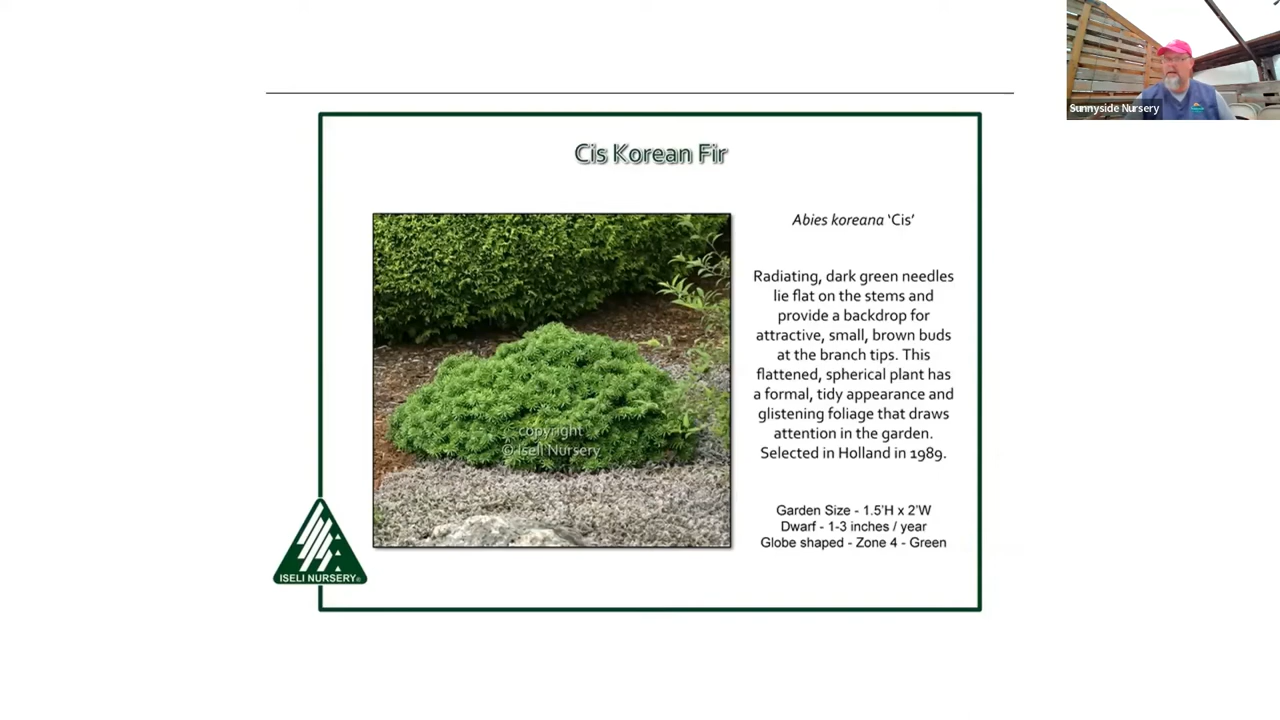 Sunnyside Nursery
Cis Korean Fir
Abies koreana ‘Cis’
Radiating, dark green needles
lie flat on the stems and
provide a backdrop for
attractive, small, brown buds
at the branch tips. This
flattened, spherical plant has
a formal, tidy appearance and
glistening foliage that draws
attention in the garden.
Selected in Holland in 1989.
copyright
© Iseli Nursery
Garden Size - 1.5’H x 2’W
Dwarf - 1-3 inches / year
Globe shaped - Zone 4 - Green
ISELI NURSERY®